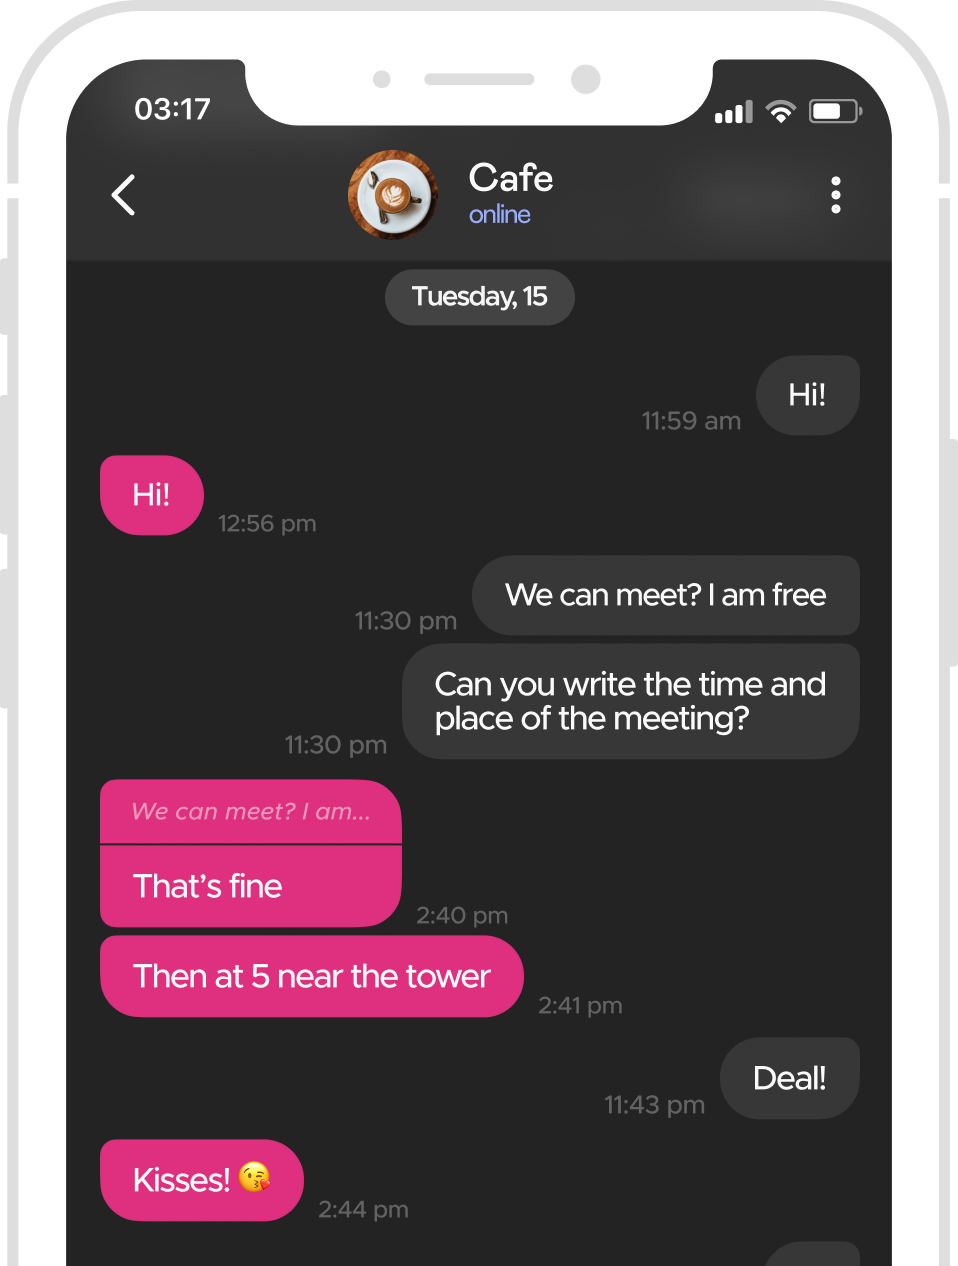 03:17
Cafe
online
Tuesday, 15
Hi!
11:59 am
Hi!
12:56 pm
We can meet? I am free
11:30 pm
Can you write the time and
place of the meeting?
11:30 pm
We can meet? I am...
That’s fine
2:40 pm
Then at 5 near the tower
2:41 pm
Deal!
11:43 pm
Kisses! 😘
2:44 pm